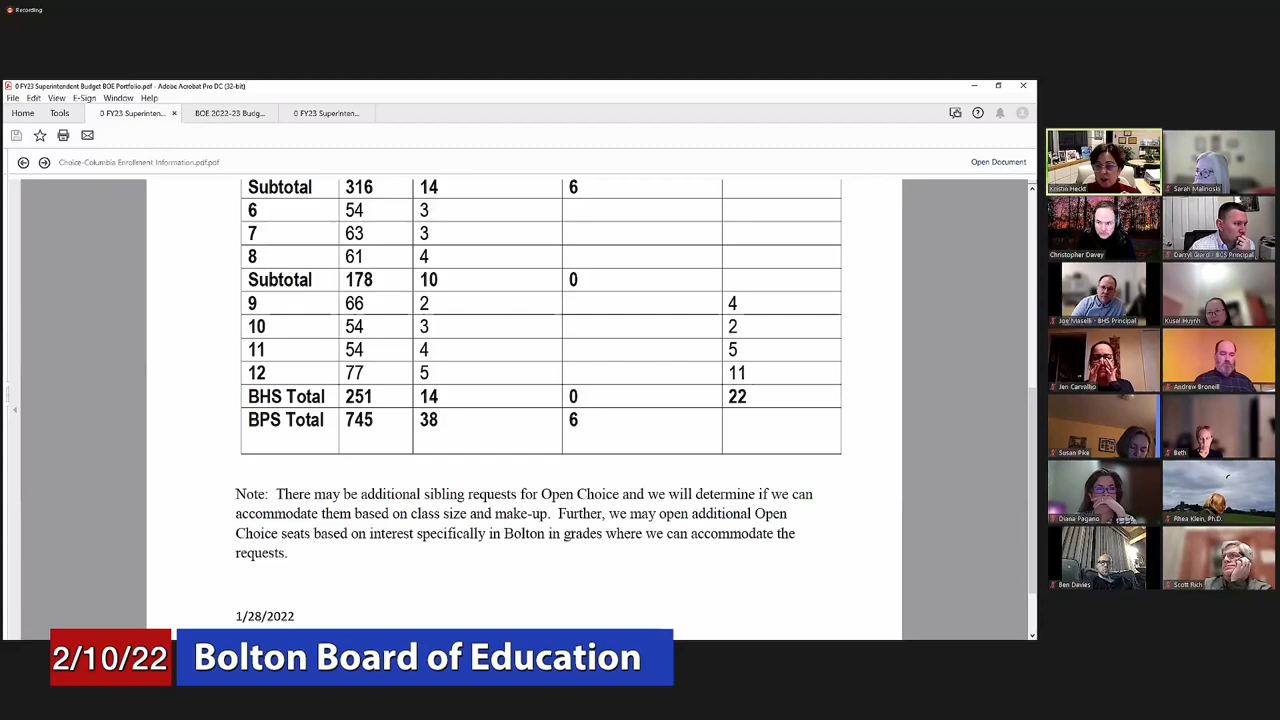 Recording
0 FY23 Superintendent Budget BOE Portfolio.pdf - Adobe Acrobat Pro DC (32-bit)
File Edit View E-Sign Window Help
Home Tools 0 FY23 Superinten... × BOE 2022-23 Budg... 0 FY23 Superinten...
Choice-Columbia Enrollment Information.pdf.pdf Open Document
Subtotal 316 14 6
6 54 3
7 63 3
8 61 4
Subtotal 178 10 0
9 66 2 4
10 54 3 2
11 54 4 5
12 77 5 11
BHS Total 251 14 0 22
BPS Total 745 38 6
Note: There may be additional sibling requests for Open Choice and we will determine if we can
accommodate them based on class size and make-up. Further, we may open additional Open
Choice seats based on interest specifically in Bolton in grades where we can accommodate the
requests.
1/28/2022
Kristin Heckt Sarah Malinoski
Christopher Davey Darryl Giard - BCS Principal
Joe Maselli - BHS Principal Kusal Huynh
Jen Carvallio Andrew Broneill
Susan Pike Beth
Diana Pagano Rhea Klein, Ph.D.
Ben Davies Scott Rich
2/10/22 Bolton Board of Education